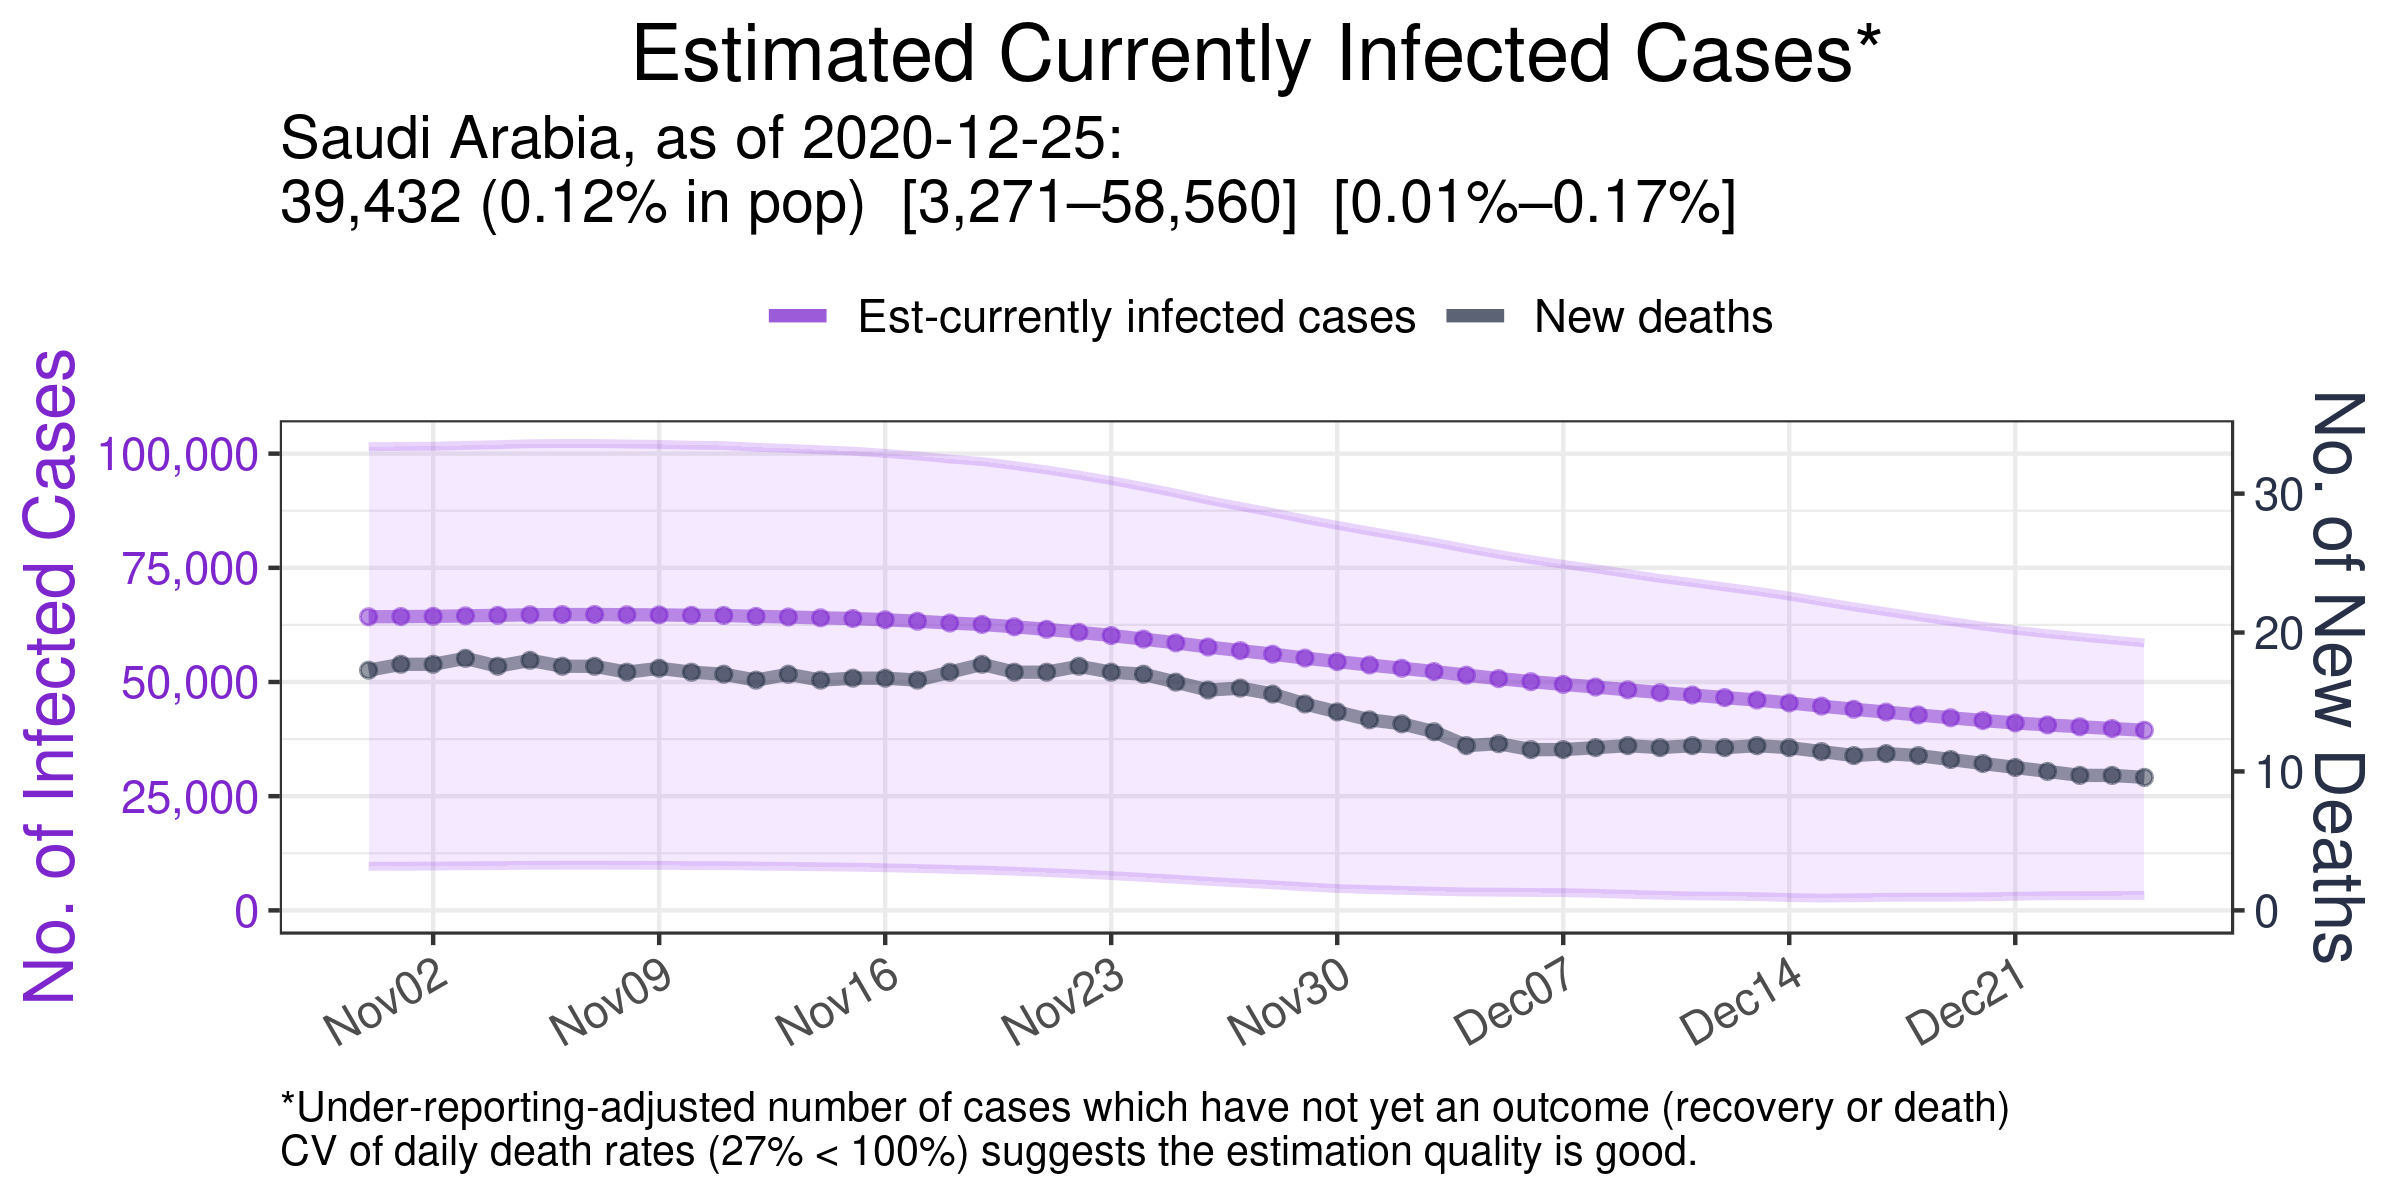 Estimated Currently Infected Cases*
Saudi Arabia, as of 2020-12-25:
39,432 (0.12% in pop)  [3,271–58,560]  [0.01%–0.17%]
Est-currently infected cases
New deaths
No. of Infected Cases
100,000
75,000
50,000
25,000
0
No. of New Deaths
30
20
10
0
Nov02
Nov09
Nov16
Nov23
Nov30
Dec07
Dec14
Dec21
*Under-reporting-adjusted number of cases which have not yet an outcome (recovery or death)
CV of daily death rates (27% < 100%) suggests the estimation quality is good.